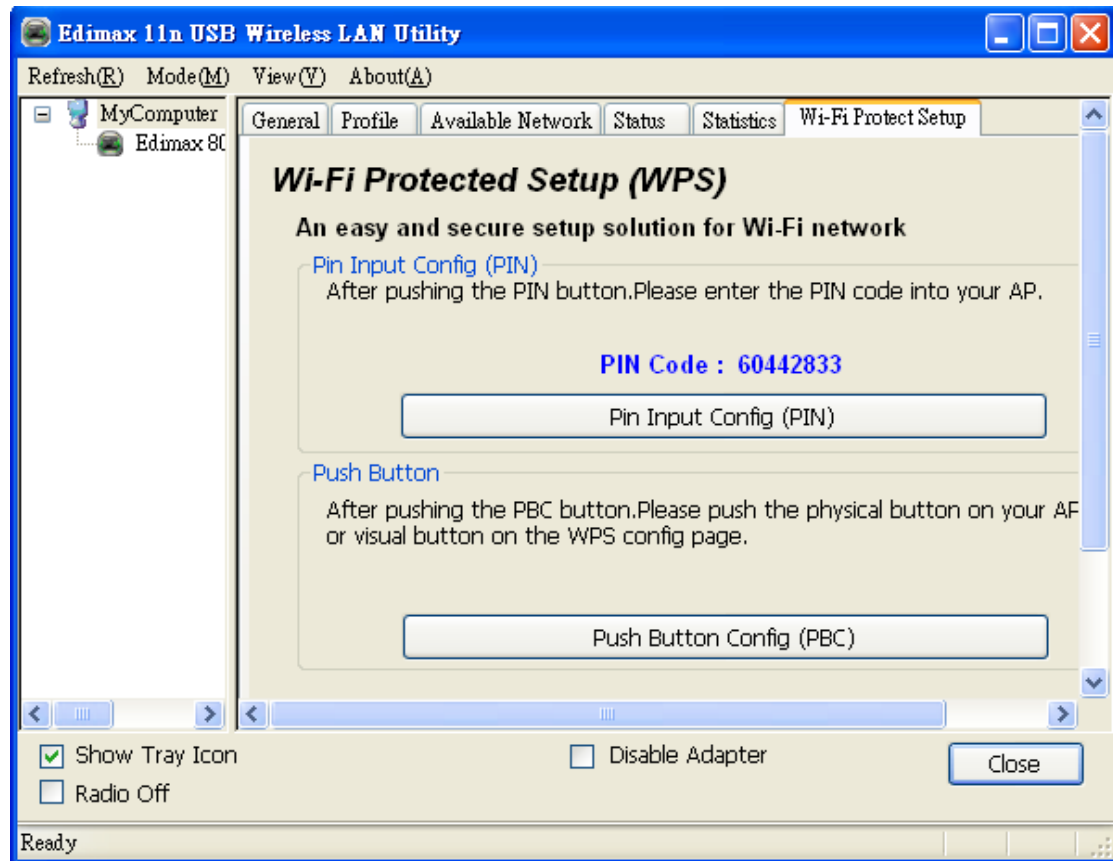 Edimax 11n USB Wireless LAN Utility
Refresh(R) Mode(M) View(V) About(A)
MyComputer
Edimax 80
General Profile Available Network Status Statistics Wi-Fi Protect Setup
Wi-Fi Protected Setup (WPS)
An easy and secure setup solution for Wi-Fi network
Pin Input Config (PIN)
After pushing the PIN button.Please enter the PIN code into your AP.
PIN Code : 60442833
Pin Input Config (PIN)
Push Button
After pushing the PBC button.Please push the physical button on your AP
or visual button on the WPS config page.
Push Button Config (PBC)
Show Tray Icon
Disable Adapter
Close
Radio Off
Ready